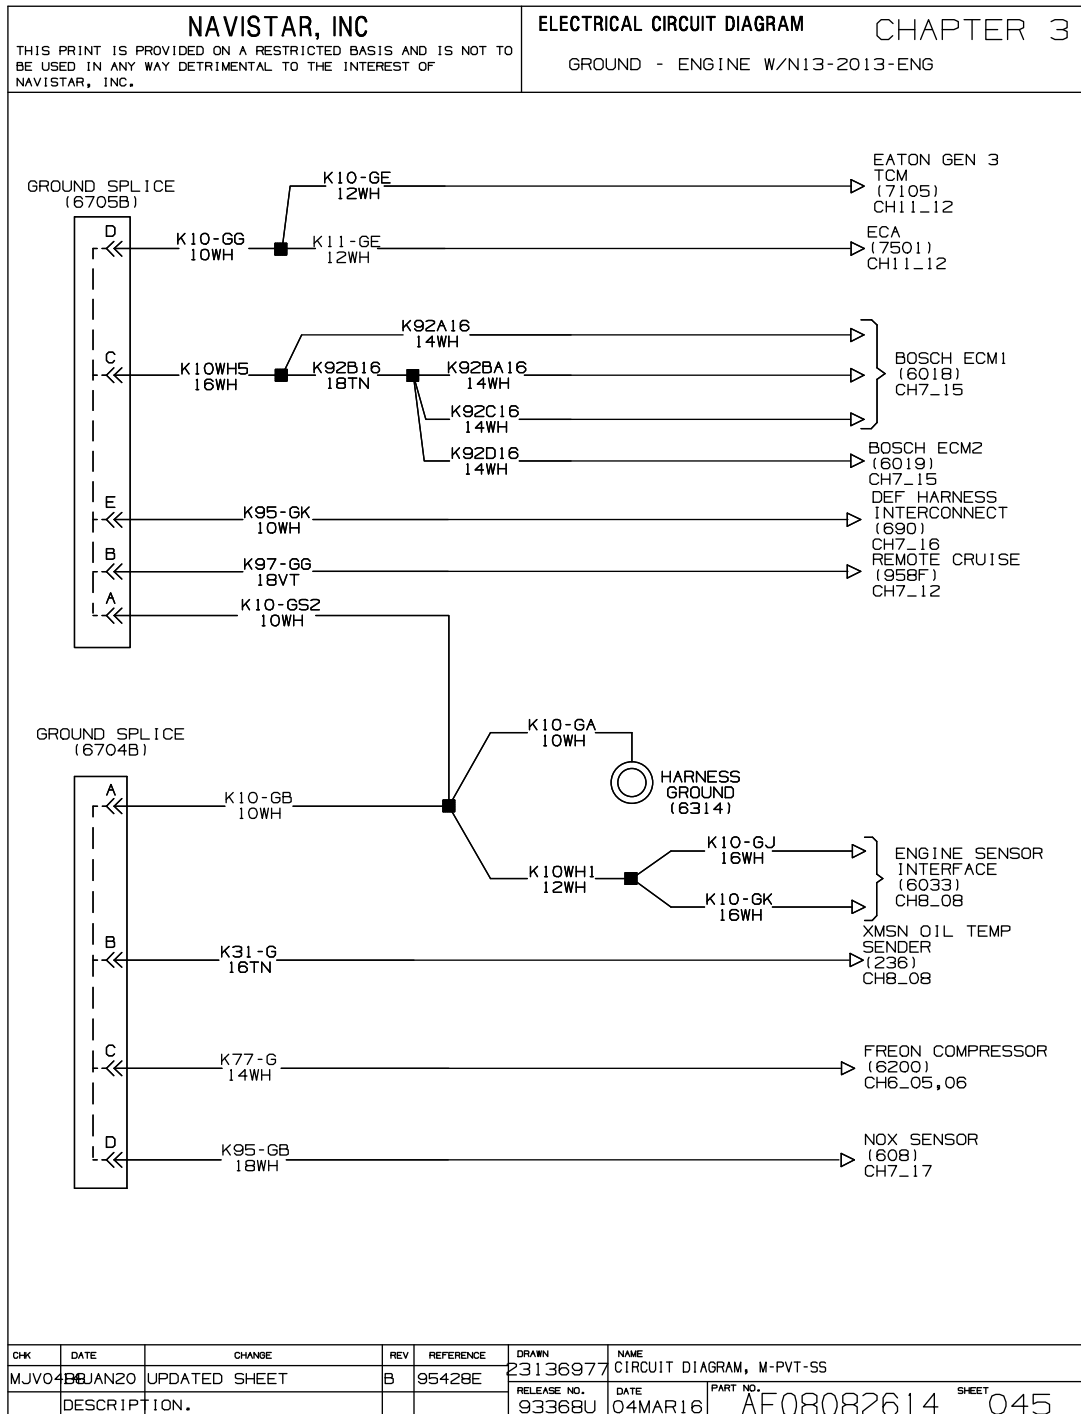 NAVISTAR, INC
THIS PRINT IS PROVIDED ON A RESTRICTED BASIS AND IS NOT TO
BE USED IN ANY WAY DETRIMENTAL TO THE INTEREST OF
NAVISTAR, INC.
ELECTRICAL CIRCUIT DIAGRAM
CHAPTER 3
GROUND - ENGINE W/N13-2013-ENG
GROUND SPLICE
(6705B)
D
K10-GG
10WH
K10-GE
12WH
EATON GEN 3
TCM
(7105)
CH11_12
K11-GE
12WH
ECA
(7501)
CH11_12
C
K10WH5
16WH
K92A16
14WH
K92B16
18TN
K92BA16
14WH
K92C16
14WH
BOSCH ECM1
(6018)
CH7_15
K92D16
14WH
BOSCH ECM2
(6019)
CH7_15
E
K95-GK
10WH
DEF HARNESS
INTERCONNECT
(690)
CH7_16
B
K97-GG
18VT
REMOTE CRUISE
(958F)
CH7_12
A
K10-GS2
10WH
GROUND SPLICE
(6704B)
A
K10-GB
10WH
K10-GA
10WH
HARNESS
GROUND
(6314)
K10WH1
12WH
K10-GJ
16WH
K10-GK
16WH
ENGINE SENSOR
INTERFACE
(6033)
CH8_08
B
K31-G
16TN
XMSN OIL TEMP
SENDER
(236)
CH8_08
C
K77-G
14WH
FREON COMPRESSOR
(6200)
CH6_05,06
D
K95-GB
18WH
NOX SENSOR
(608)
CH7_17
CHK DATE CHANGE REV REFERENCE
UPDATED SHEET B 95428E
DESCRIPTION.
DRAWN
23136977
NAME
CIRCUIT DIAGRAM, M-PVT-SS
RELEASE NO.
93368U
DATE
04MAR16
PART NO.
AF08082614
SHEET
045